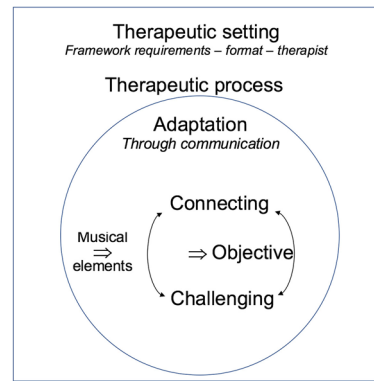 Therapeutic setting
Framework requirements – format – therapist
Therapeutic process
Adaptation
Through communication
Connecting
Musical
⇒
elements
⇒ Objective
Challenging